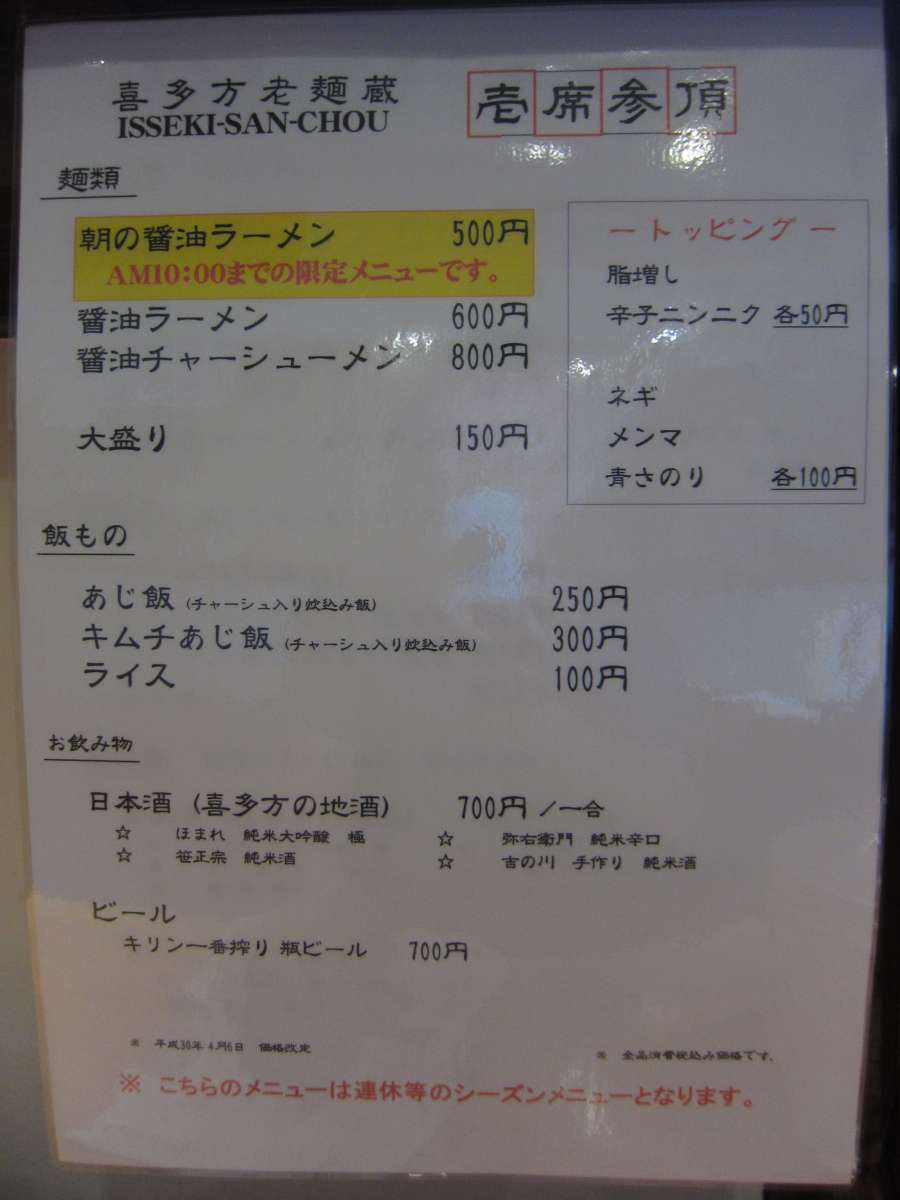 喜多方老麺蔵 壱席参頂
ISSEKI-SAN-CHOU
麺類
朝の醤油ラーメン 500円
AM10:00までの限定メニューです。
醤油ラーメン 600円
醤油チャーシューメン 800円
大盛り 150円
ー トッピング ー
脂増し
辛子ニンニク 各50円
ネギ
メンマ
青さのり 各100円
飯もの
あじ飯 (チャーシュ入り炊込み飯) 250円
キムチあじ飯 (チャーシュ入り炊込み飯) 300円
ライス 100円
お飲み物
日本酒 (喜多方の地酒) 700円 /一合
☆ ほまれ 純米大吟醸 極 ☆ 弥右衛門 純米辛口
☆ 笹正宗 純米酒 ☆ 吉の川 手作り 純米酒
ビール
キリン一番搾り 瓶ビール 700円
※ 平成30年 4月6日 価格改定
※ 全品消費税込み価格です。
※ こちらのメニューは連休等のシーズンメニューとなります。